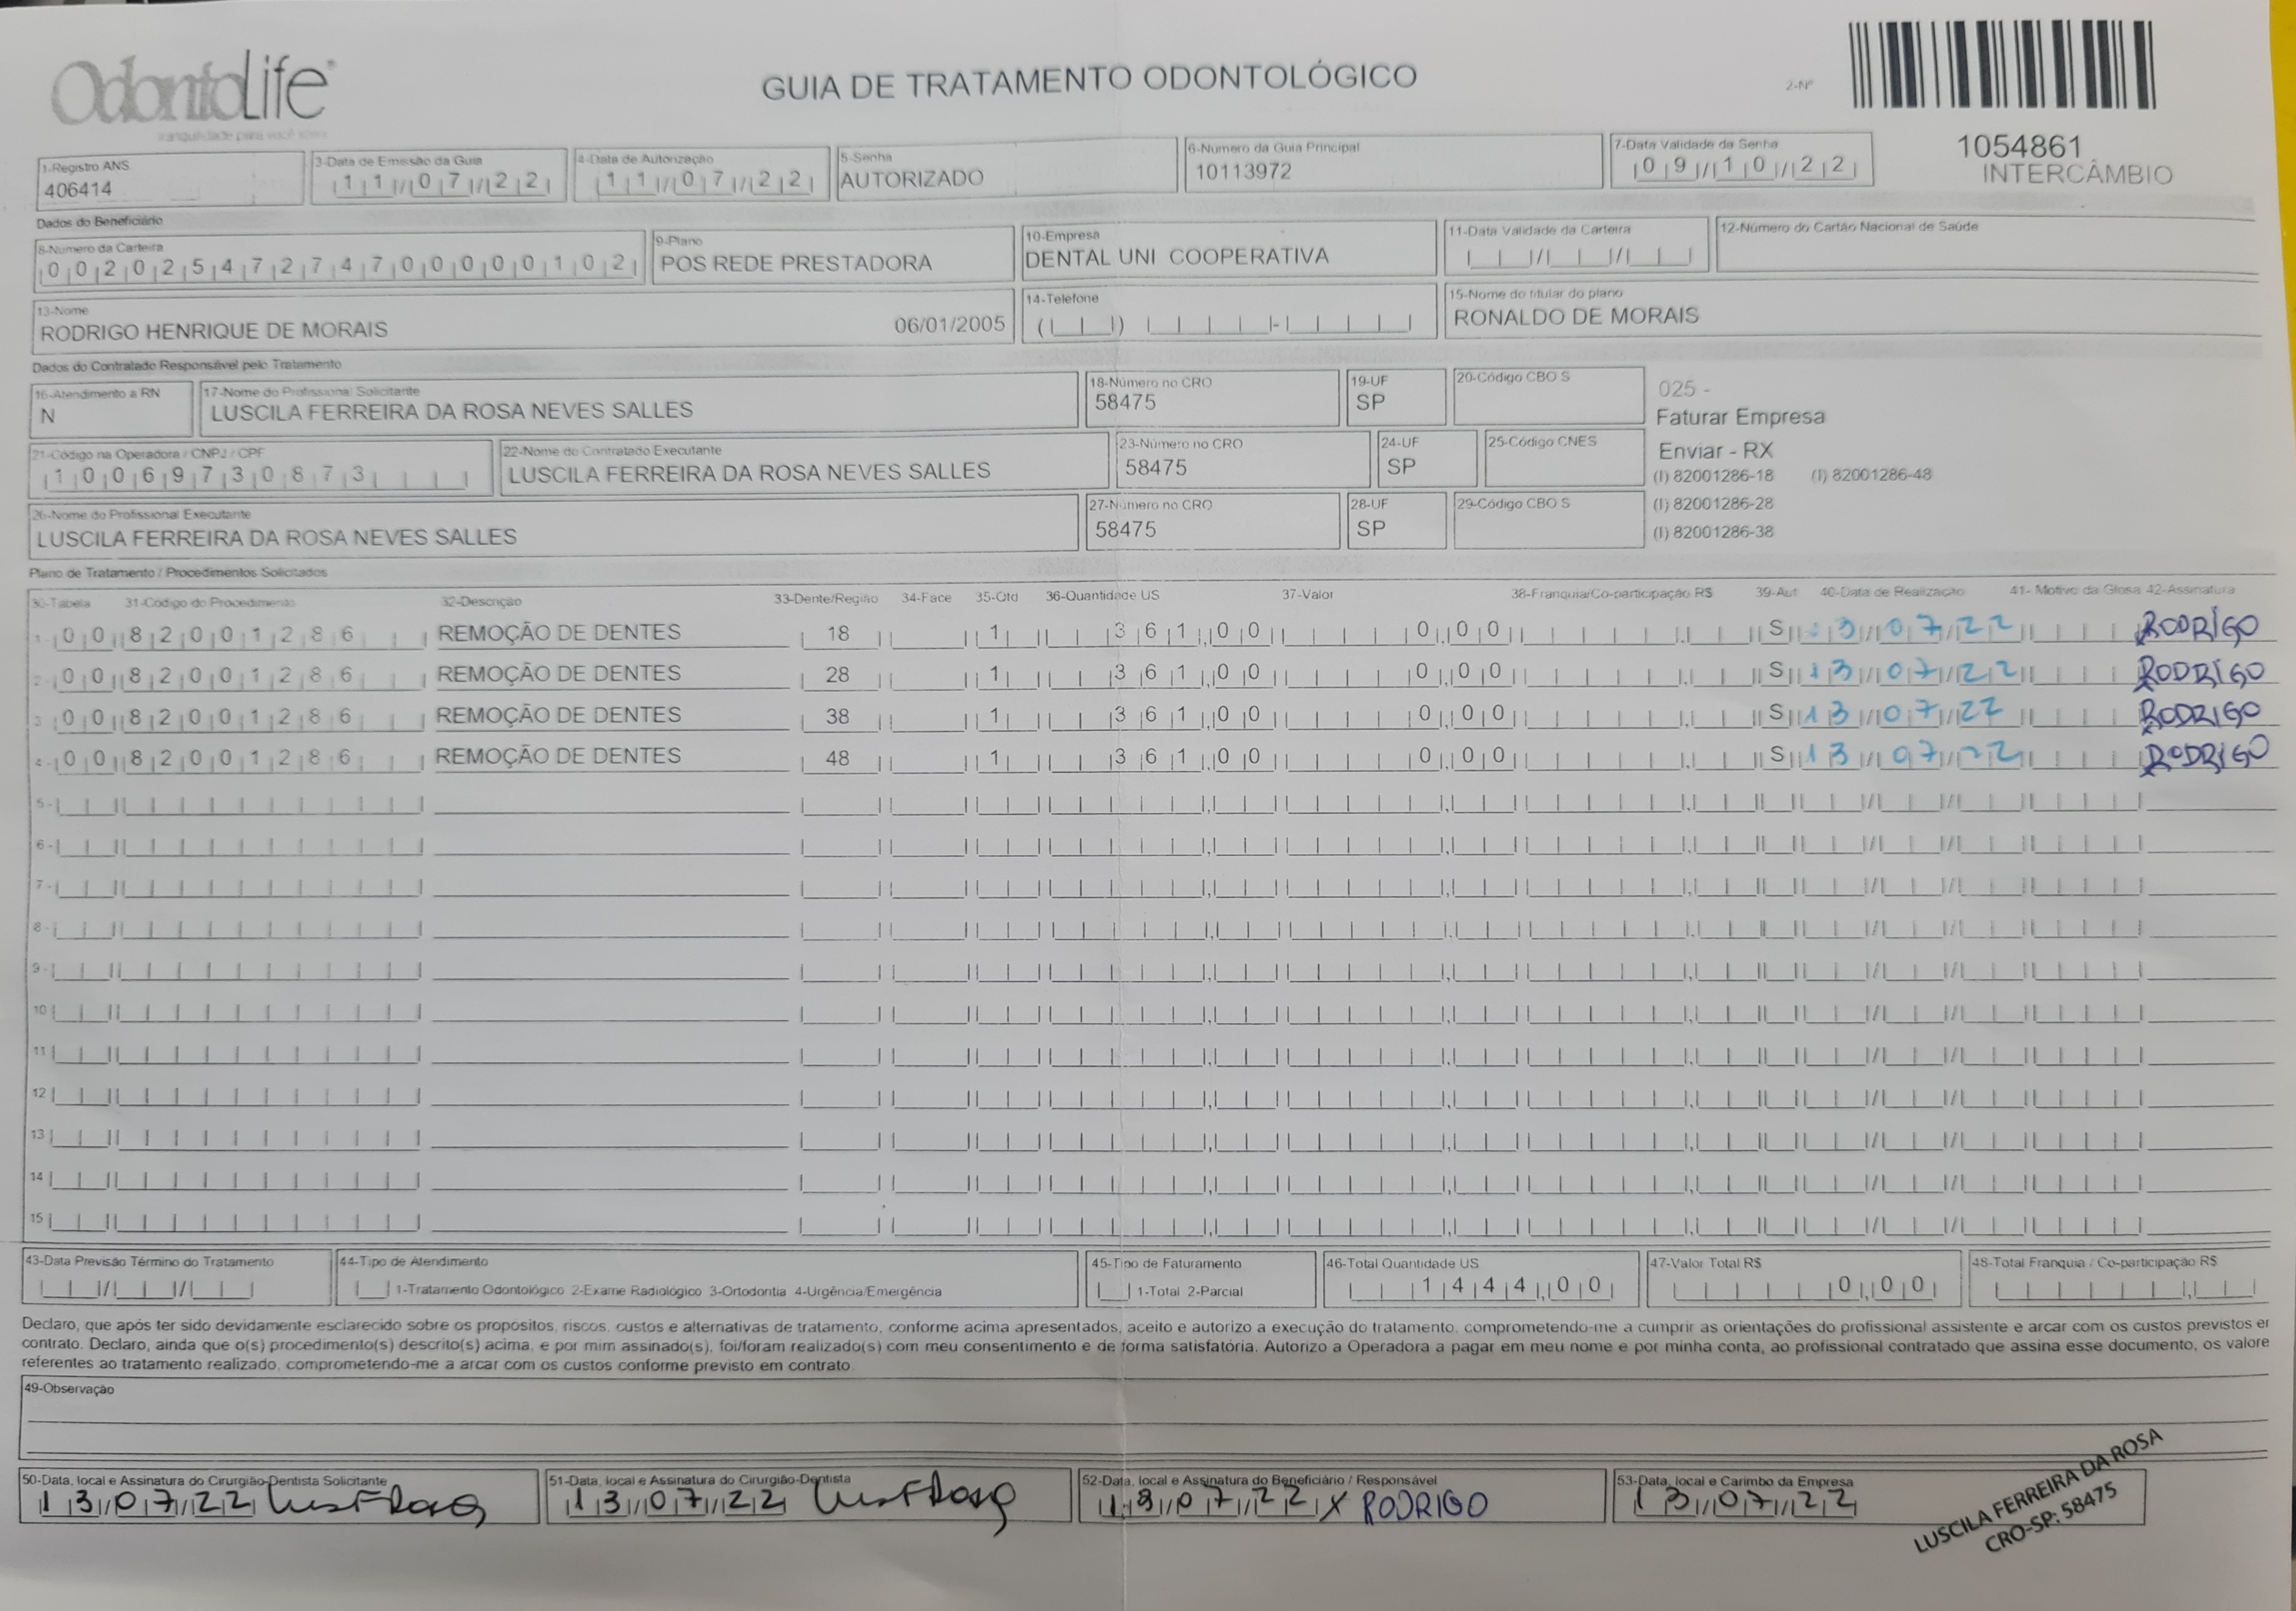 OdontoLife
tranquilidade para você sorrir
GUIA DE TRATAMENTO ODONTOLÓGICO
2-Nº
1054861
INTERCÂMBIO
1-Registro ANS
406414
3-Data de Emissão da Guia
11/07/22
4-Data de Autorização
11/07/22
5-Senha
AUTORIZADO
6-Número da Guia Principal
10113972
7-Data Validade da Senha
09/10/22
Dados do Beneficiário
8-Número da Carteira
002025472747000000102
9-Plano
POS REDE PRESTADORA
10-Empresa
DENTAL UNI COOPERATIVA
11-Data Validade da Carteira
12-Número do Cartão Nacional de Saúde
13-Nome
RODRIGO HENRIQUE DE MORAIS 06/01/2005
14-Telefone
15-Nome do titular do plano
RONALDO DE MORAIS
Dados do Contratado Responsável pelo Tratamento
16-Atendimento a RN
N
17-Nome do Profissional Solicitante
LUSCILA FERREIRA DA ROSA NEVES SALLES
18-Número no CRO
58475
19-UF
SP
20-Código CBO S
025 -
Faturar Empresa
Enviar - RX
(I) 82001286-18 (I) 82001286-48
(I) 82001286-28
(I) 82001286-38
21-Código na Operadora / CNPJ / CPF
10069730873
22-Nome do Contratado Executante
LUSCILA FERREIRA DA ROSA NEVES SALLES
23-Número no CRO
58475
24-UF
SP
25-Código CNES
26-Nome do Profissional Executante
LUSCILA FERREIRA DA ROSA NEVES SALLES
27-Número no CRO
58475
28-UF
SP
29-Código CBO S
Plano de Tratamento / Procedimentos Solicitados
30-Tabela 31-Código do Procedimento 32-Descrição 33-Dente/Região 34-Face 35-Qtd 36-Quantidade US 37-Valor 38-Franquia/Co-participação R$ 39-Aut 40-Data de Realização 41- Motivo da Glosa 42-Assinatura
1- 00 82001286 REMOÇÃO DE DENTES 18 1 361,00 0,00 S 13/07/22 RODRIGO
2- 00 82001286 REMOÇÃO DE DENTES 28 1 361,00 0,00 S 13/07/22 RODRIGO
3 00 82001286 REMOÇÃO DE DENTES 38 1 361,00 0,00 S 13/07/22 RODRIGO
4- 00 82001286 REMOÇÃO DE DENTES 48 1 361,00 0,00 S 13/07/22 RODRIGO
5-
6-
7-
8-
9-
10
11
12
13
14
15
43-Data Previsão Término do Tratamento
44-Tipo de Atendimento
1-Tratamento Odontológico 2-Exame Radiológico 3-Ortodontia 4-Urgência/Emergência
45-Tipo de Faturamento
1-Total 2-Parcial
46-Total Quantidade US
1444,00
47-Valor Total R$
0,00
48-Total Franquia / Co-participação R$
Declaro, que após ter sido devidamente esclarecido sobre os propósitos, riscos, custos e alternativas de tratamento, conforme acima apresentados, aceito e autorizo a execução do tratamento, comprometendo-me a cumprir as orientações do profissional assistente e arcar com os custos previstos er
contrato. Declaro, ainda que o(s) procedimento(s) descrito(s) acima, e por mim assinado(s), foi/foram realizado(s) com meu consentimento e de forma satisfatória. Autorizo a Operadora a pagar em meu nome e por minha conta, ao profissional contratado que assina esse documento, os valore
referentes ao tratamento realizado, comprometendo-me a arcar com os custos conforme previsto em contrato.
49-Observação
50-Data, local e Assinatura do Cirurgião-Dentista Solicitante
13/07/22
51-Data, local e Assinatura do Cirurgião-Dentista
13/07/22
52-Data, local e Assinatura do Beneficiário / Responsável
13/07/22 X RODRIGO
53-Data, local e Carimbo da Empresa
13/07/22
LUSCILA FERREIRA DA ROSA
CRO-SP: 58475